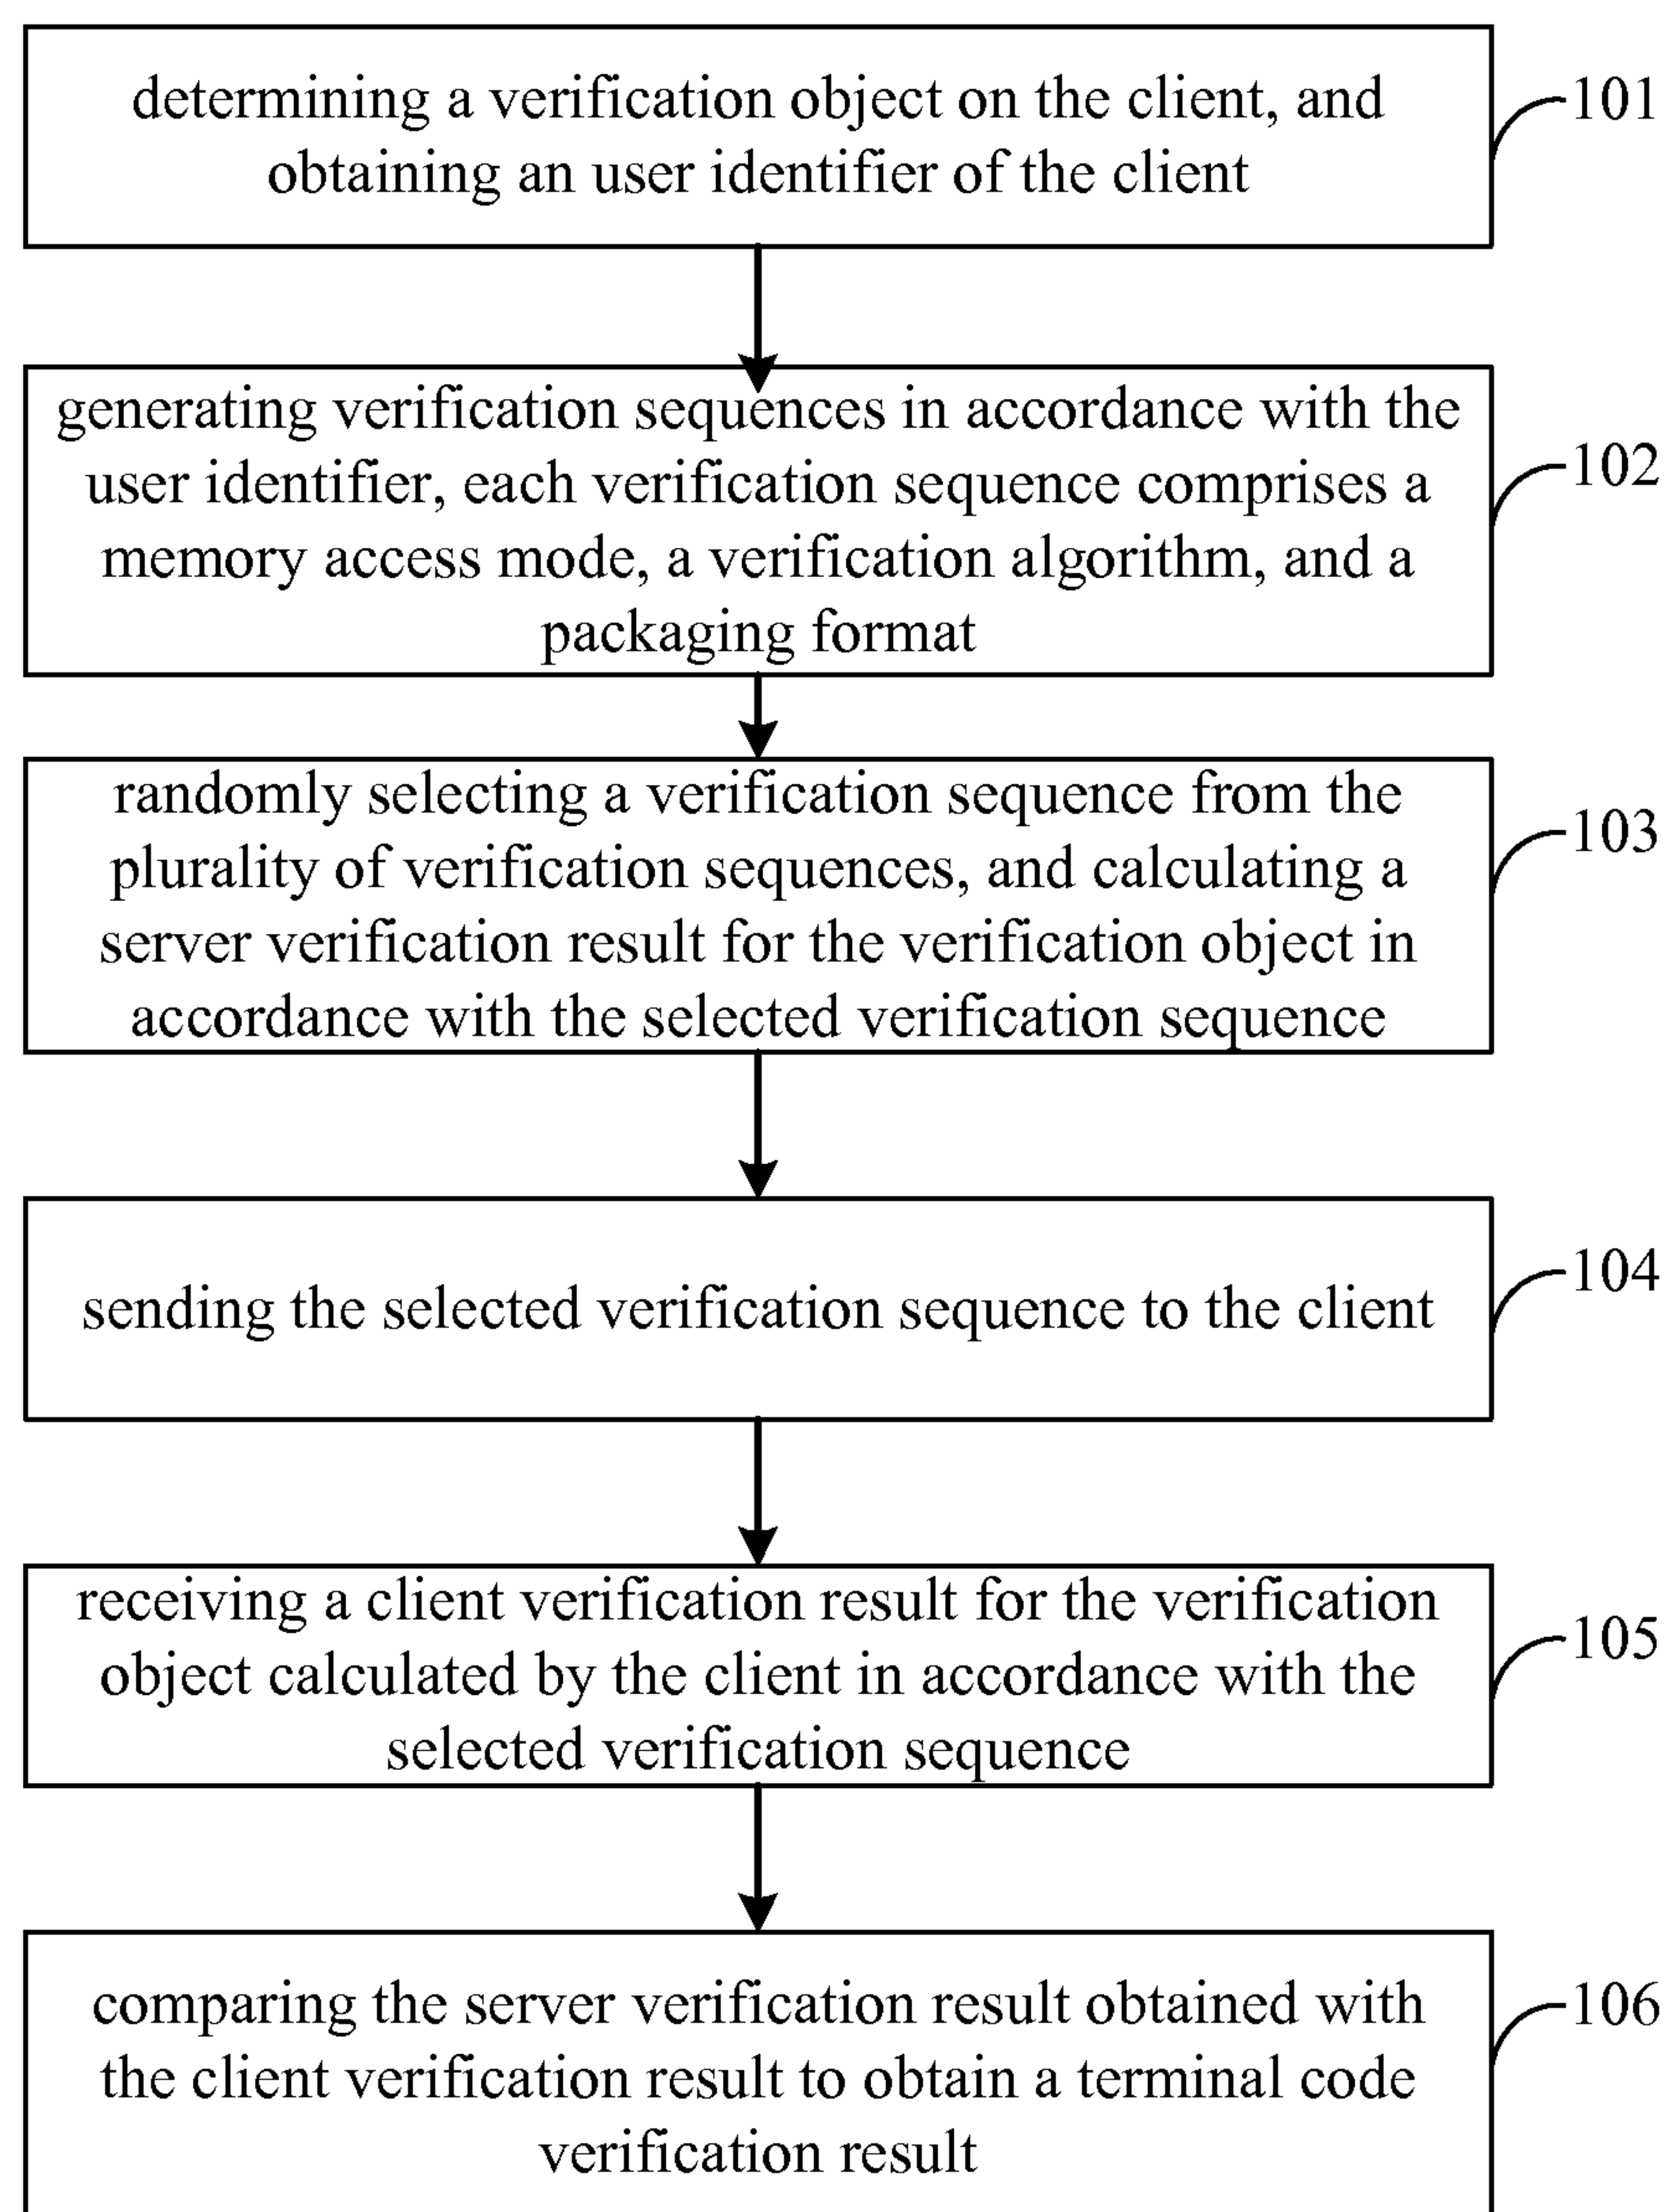 determining a verification object on the client, and
obtaining an user identifier of the client
101
generating verification sequences in accordance with the
user identifier, each verification sequence comprises a
memory access mode, a verification algorithm, and a
packaging format
102
randomly selecting a verification sequence from the
plurality of verification sequences, and calculating a
server verification result for the verification object in
accordance with the selected verification sequence
103
sending the selected verification sequence to the client
104
receiving a client verification result for the verification
object calculated by the client in accordance with the
selected verification sequence
105
comparing the server verification result obtained with
the client verification result to obtain a terminal code
verification result
106